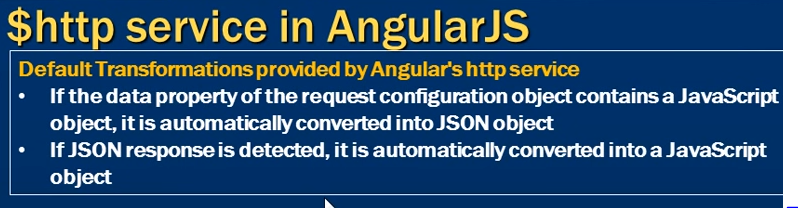 $http service in AngularJS
Default Transformations provided by Angular's http service
• If the data property of the request configuration object contains a JavaScript
object, it is automatically converted into JSON object
• If JSON response is detected, it is automatically converted into a JavaScript
object